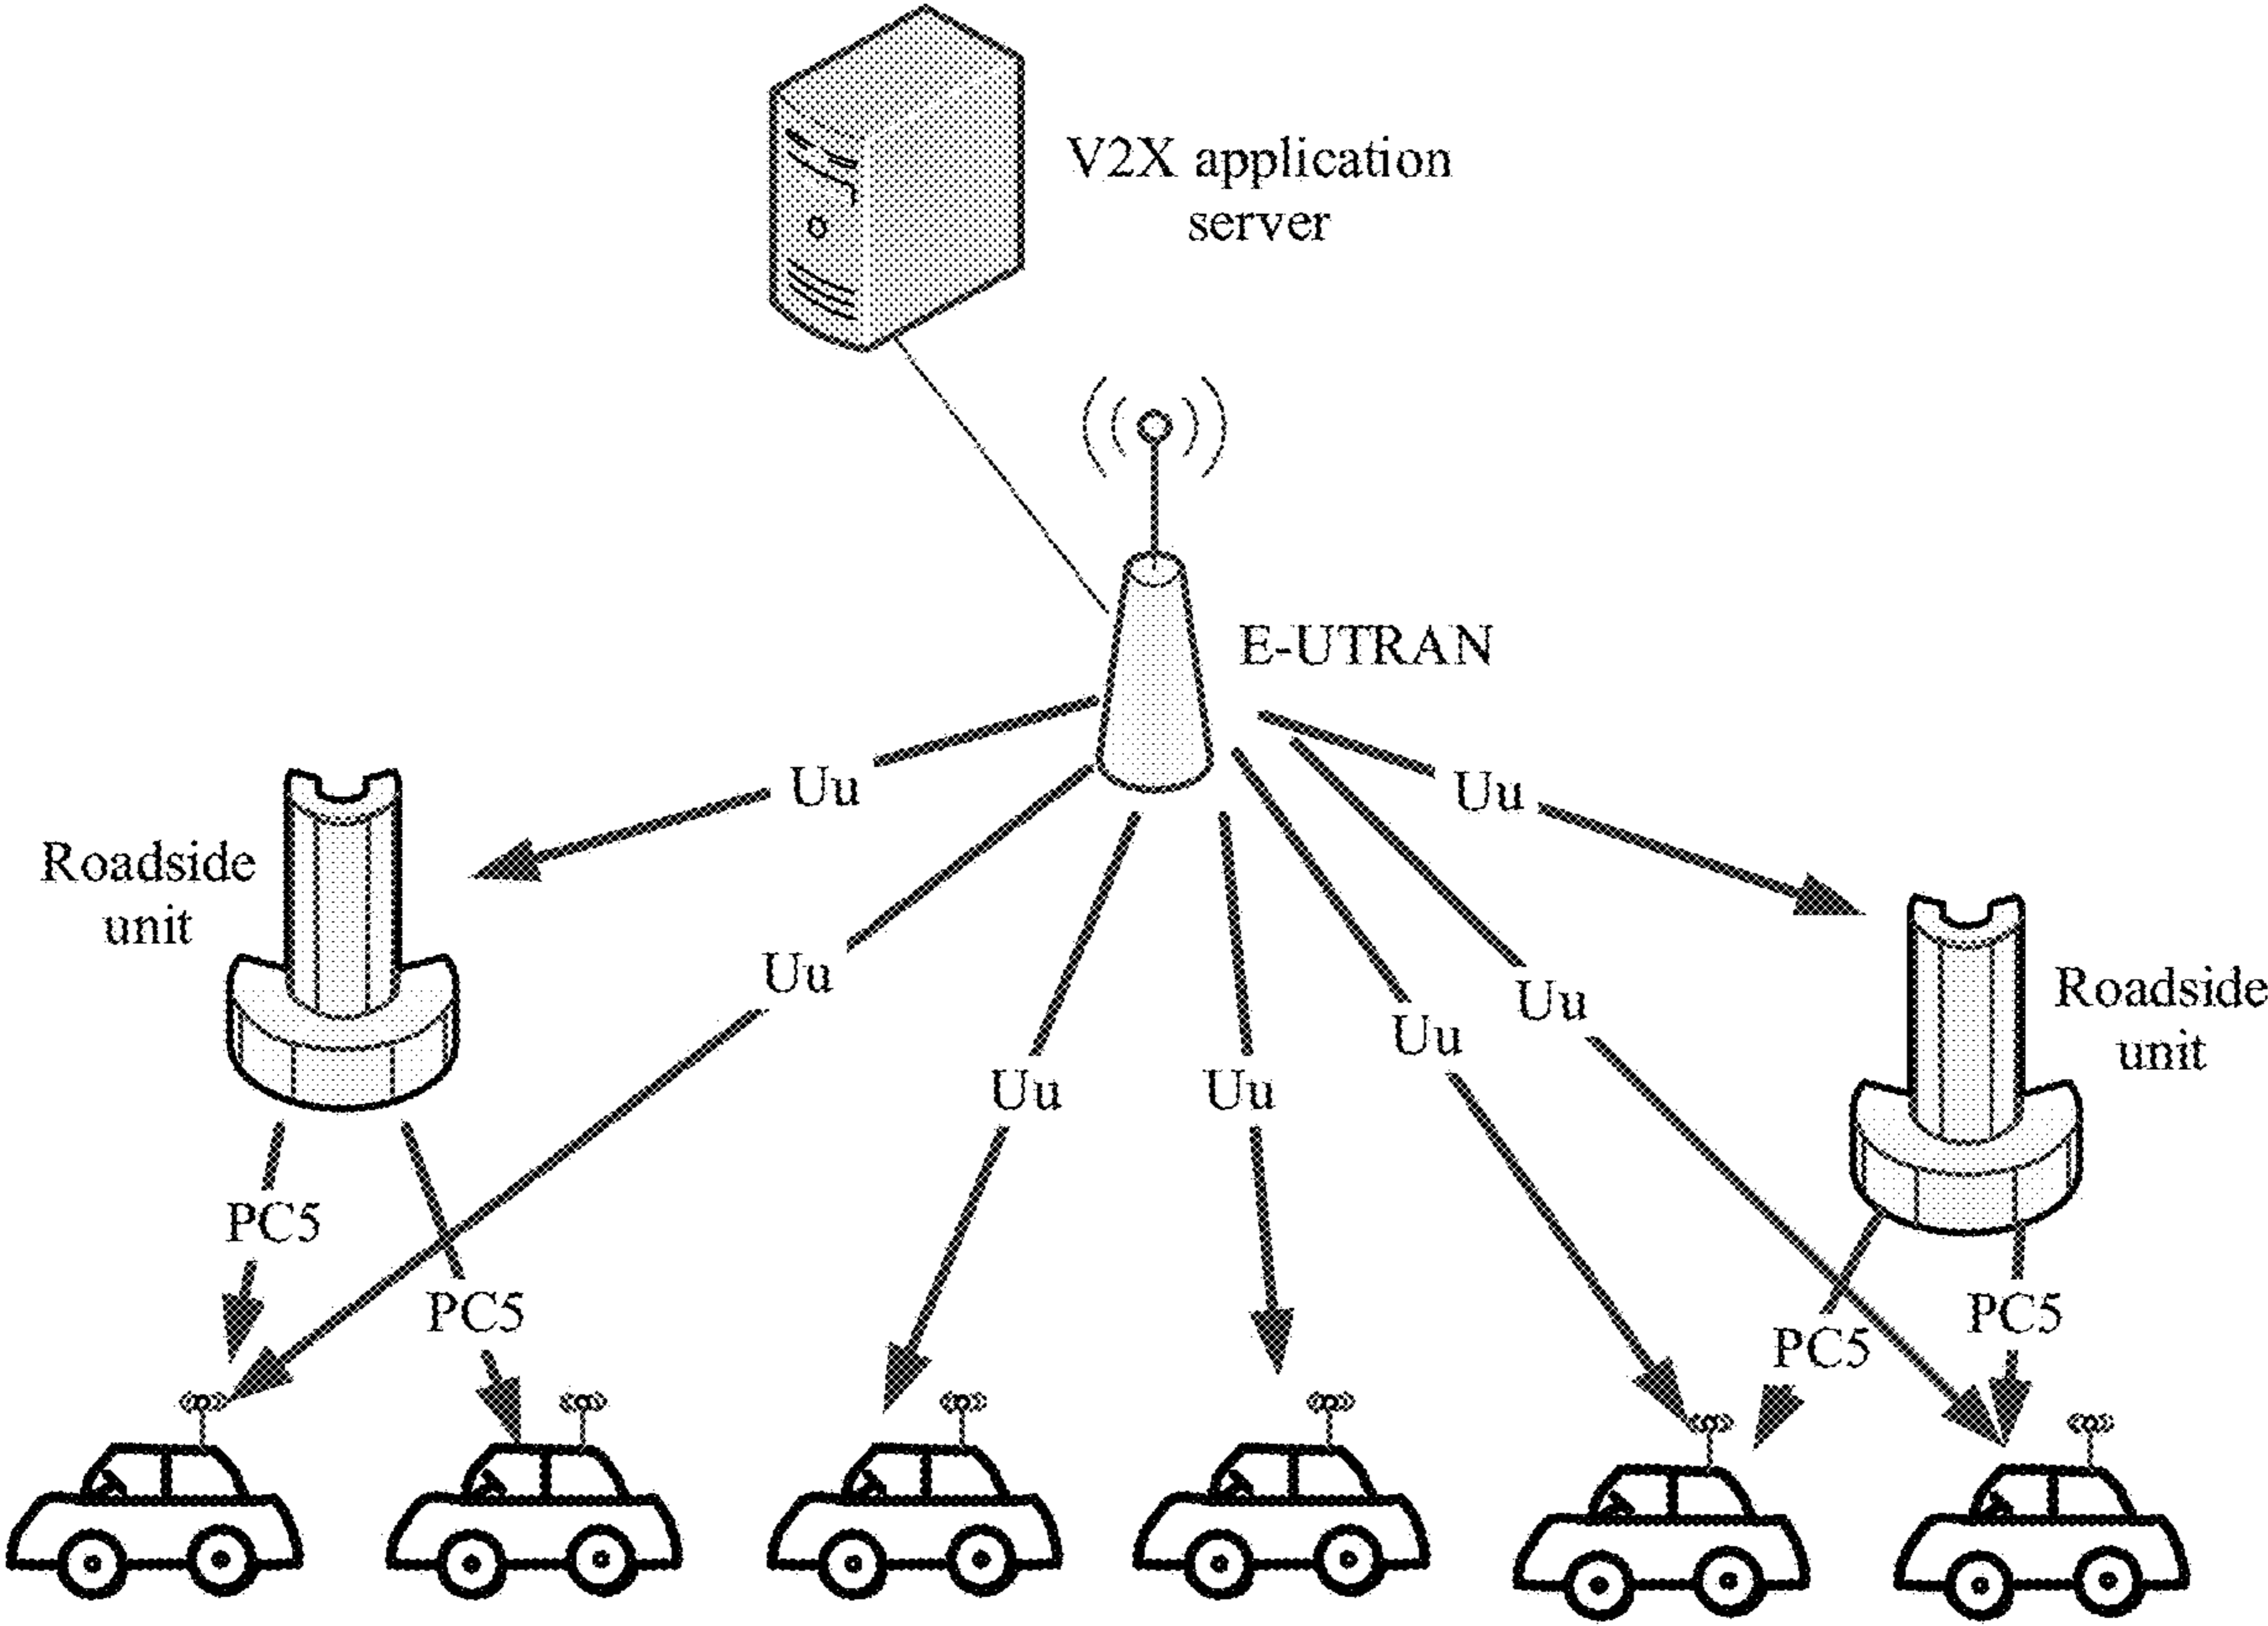 V2X application
server
E-UTRAN
Uu
Uu
Roadside
unit
Uu
Uu
Roadside
unit
Uu
Uu
Uu
PC5
PC5
PC5
PC5